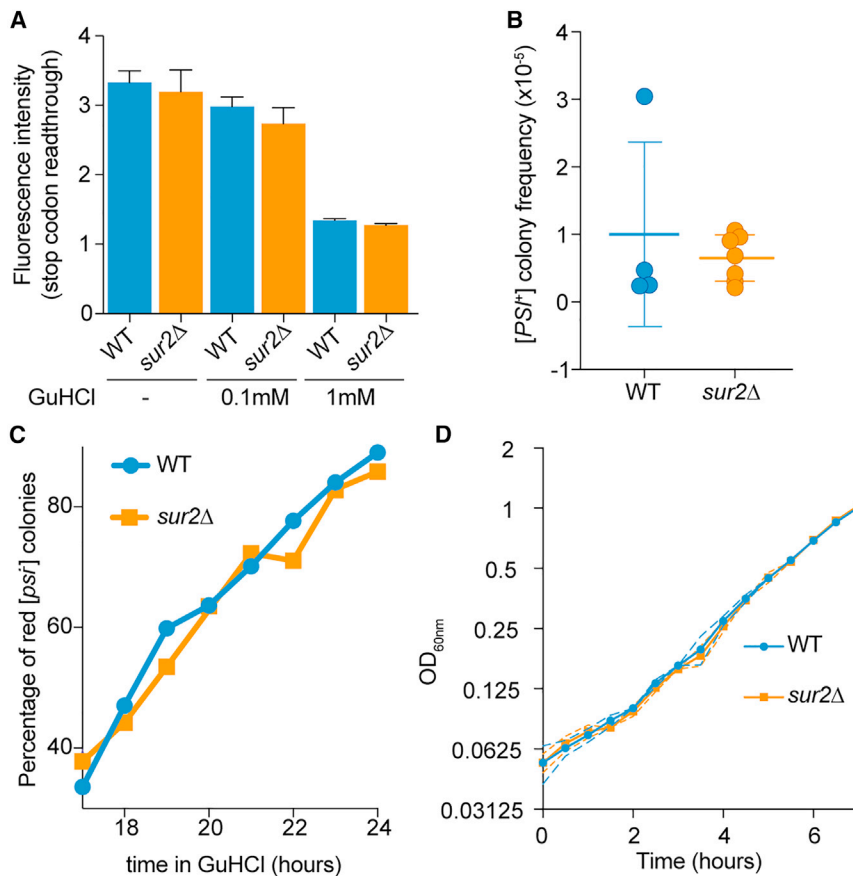 A
Fluorescence intensity
(stop codon readthrough)
4
3
2
1
0
WT
sur2Δ
WT
sur2Δ
WT
sur2Δ
GuHCl
-
0.1mM
1mM
B
[PSI+] colony frequency (x10-5)
4
3
2
1
0
-1
WT
sur2Δ
C
WT
sur2Δ
Percentage of red [psi-] colonies
80
60
40
18
20
22
24
time in GuHCl (hours)
D
OD60nm
2
1
0.5
0.25
0.125
0.0625
0.03125
WT
sur2Δ
0
2
4
6
Time (hours)